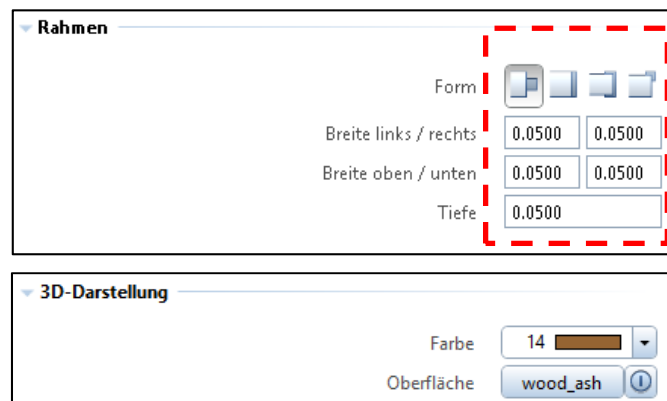 Rahmen
Form
Breite links / rechts 0.0500 0.0500
Breite oben / unten 0.0500 0.0500
Tiefe 0.0500
3D-Darstellung
Farbe 14
Oberfläche wood_ash